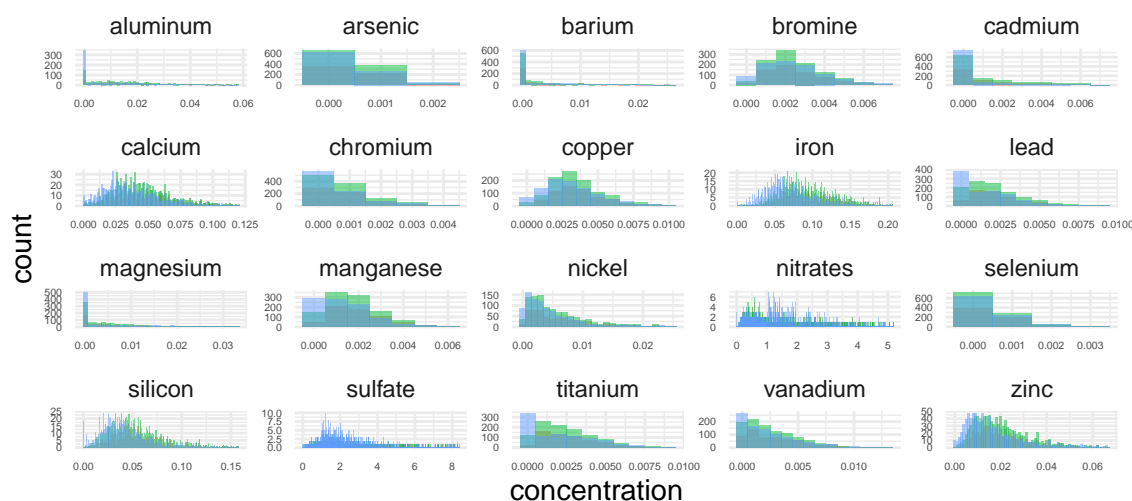 aluminum arsenic barium bromine cadmium
300 200 100 0
600 400 200 0
600 400 200 0
300 200 100 0
600 400 200 0
0.00 0.02 0.04 0.06
0.000 0.001 0.002
0.00 0.01 0.02
0.000 0.002 0.004 0.006
0.000 0.002 0.004 0.006
calcium chromium copper iron lead
30 20 10 0
400 200 0
200 100 0
20 15 10 5 0
400 300 200 100 0
0.000 0.025 0.050 0.075 0.100 0.125
0.000 0.001 0.002 0.003 0.004
0.0000 0.0025 0.0050 0.0075 0.0100
0.00 0.05 0.10 0.15 0.20
0.0000 0.0025 0.0050 0.0075 0.0100
count
magnesium manganese nickel nitrates selenium
500 400 300 200 100 0
300 200 100 0
150 100 50 0
6 4 2 0
600 400 200 0
0.00 0.01 0.02 0.03
0.000 0.002 0.004 0.006
0.00 0.01 0.02
0 1 2 3 4 5
0.000 0.001 0.002 0.003
silicon sulfate titanium vanadium zinc
25 20 15 10 5 0
10.0 7.5 5.0 2.5 0.0
300 200 100 0
200 100 0
50 40 30 20 10 0
0.00 0.05 0.10 0.15
0 2 4 6 8
0.0000 0.0025 0.0050 0.0075 0.0100
0.000 0.005 0.010
0.00 0.02 0.04 0.06
concentration